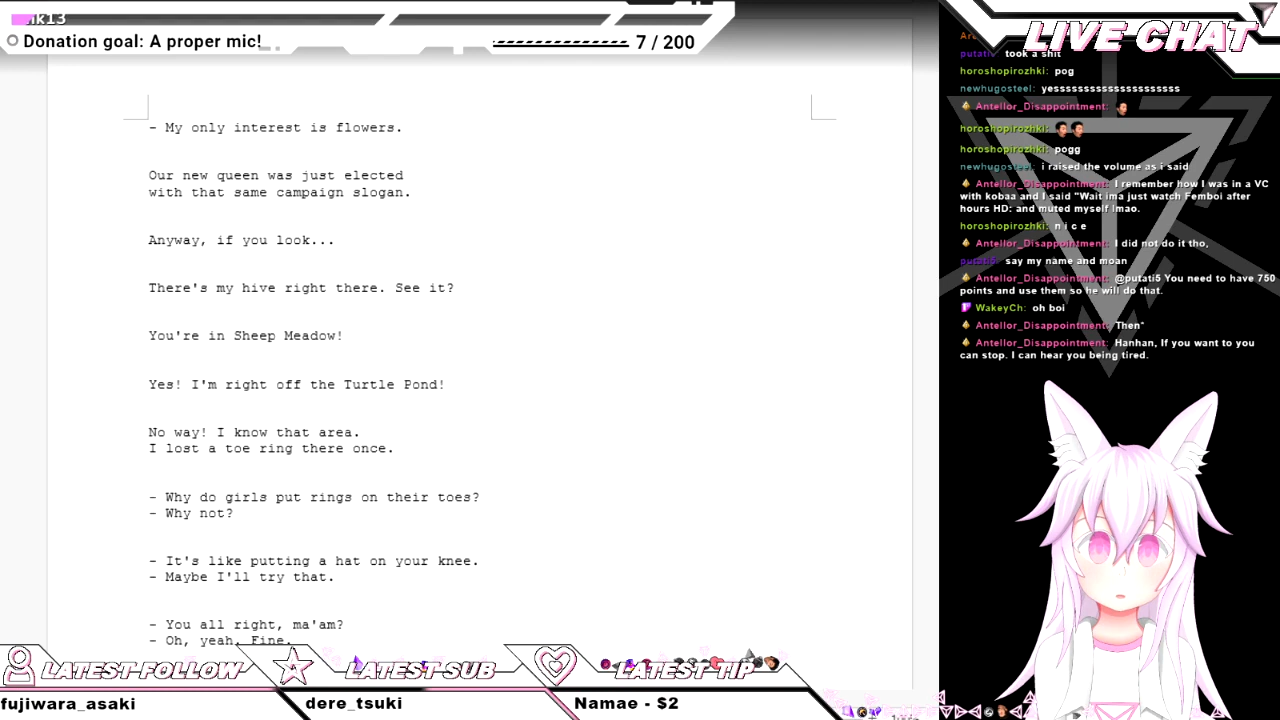 Donation goal: A proper mic!
7 / 200
- My only interest is flowers.
Our new queen was just elected
with that same campaign slogan.
Anyway, if you look...
There's my hive right there. See it?
You're in Sheep Meadow!
Yes! I'm right off the Turtle Pond!
No way! I know that area.
I lost a toe ring there once.
- Why do girls put rings on their toes?
- Why not?
- It's like putting a hat on your knee.
- Maybe I'll try that.
- You all right, ma'am?
- Oh, yeah. Fine.
LATEST FOLLOW
fujiwara_asaki
LATEST SUB
dere_tsuki
LATEST TIP
Namae - $2
LIVE CHAT
putati5: took a shit
horoshopirozhki: pog
newhugosteel: yesssssssssssssssssssssss
Antellor_Disappointment:
horoshopirozhki:
horoshopirozhki: pogg
newhugosteel: i raised the volume as i said
Antellor_Disappointment: I remember how I was in a VC
with kobaa and I said "Wait ima just watch Femboi after
hours HD: and muted myself lmao.
horoshopirozhki: n i c e
Antellor_Disappointment: I did not do it tho,
putati5: say my name and moan
Antellor_Disappointment: @putati5 You need to have 750
points and use them so he will do that.
WakeyCh: oh boi
Antellor_Disappointment: Then*
Antellor_Disappointment: Hanhan, If you want to you
can stop. I can hear you being tired.